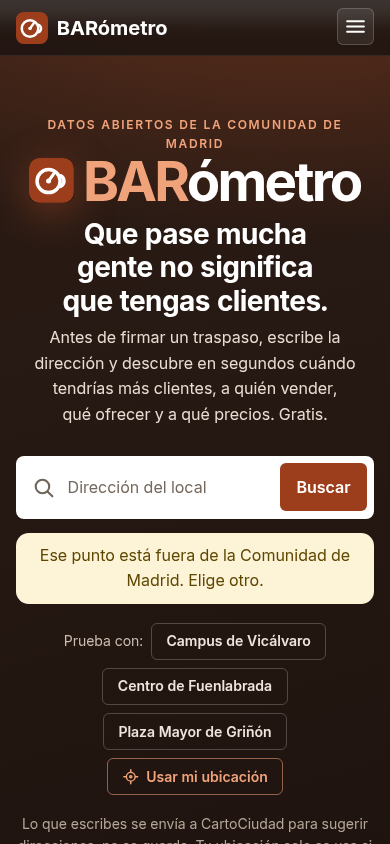 BARómetro
DATOS ABIERTOS DE LA COMUNIDAD DE
MADRID
BARómetro
Que pase mucha
gente no significa
que tengas clientes.
Antes de firmar un traspaso, escribe la
dirección y descubre en segundos cuándo
tendrías más clientes, a quién vender,
qué ofrecer y a qué precios. Gratis.
Dirección del local
Buscar
Ese punto está fuera de la Comunidad de
Madrid. Elige otro.
Prueba con: Campus de Vicálvaro
Centro de Fuenlabrada
Plaza Mayor de Griñón
Usar mi ubicación
Lo que escribes se envía a CartoCiudad para sugerir